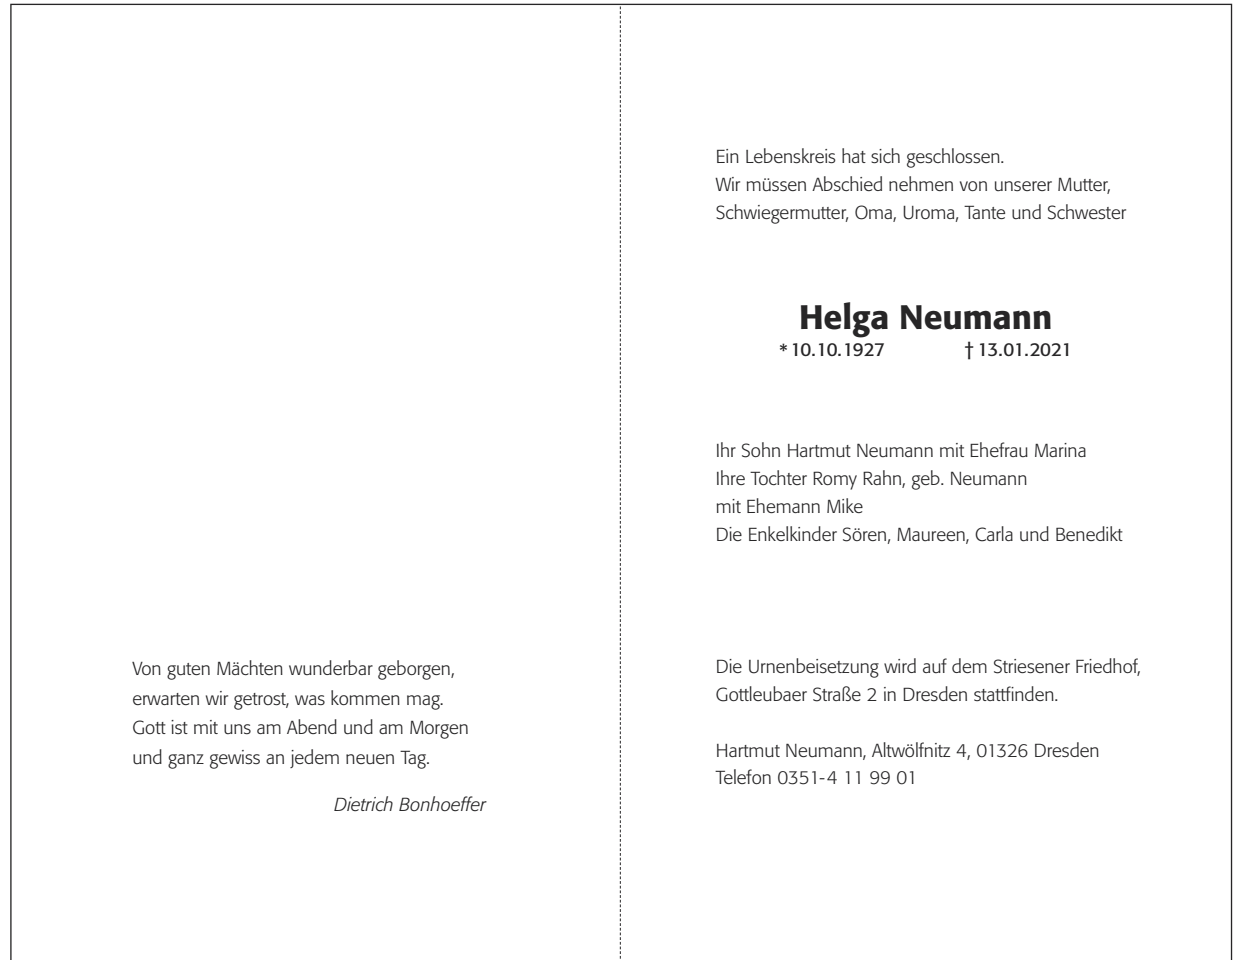 Von guten Mächten wunderbar geborgen,
erwarten wir getrost, was kommen mag.
Gott ist mit uns am Abend und am Morgen
und ganz gewiss an jedem neuen Tag.
Dietrich Bonhoeffer
Ein Lebenskreis hat sich geschlossen.
Wir müssen Abschied nehmen von unserer Mutter,
Schwiegermutter, Oma, Uroma, Tante und Schwester
Helga Neumann
* 10.10.1927 † 13.01.2021
Ihr Sohn Hartmut Neumann mit Ehefrau Marina
Ihre Tochter Romy Rahn, geb. Neumann
mit Ehemann Mike
Die Enkelkinder Sören, Maureen, Carla und Benedikt
Die Urnenbeisetzung wird auf dem Striesener Friedhof,
Gottleubaer Straße 2 in Dresden stattfinden.
Hartmut Neumann, Altwölfnitz 4, 01326 Dresden
Telefon 0351-4 11 99 01